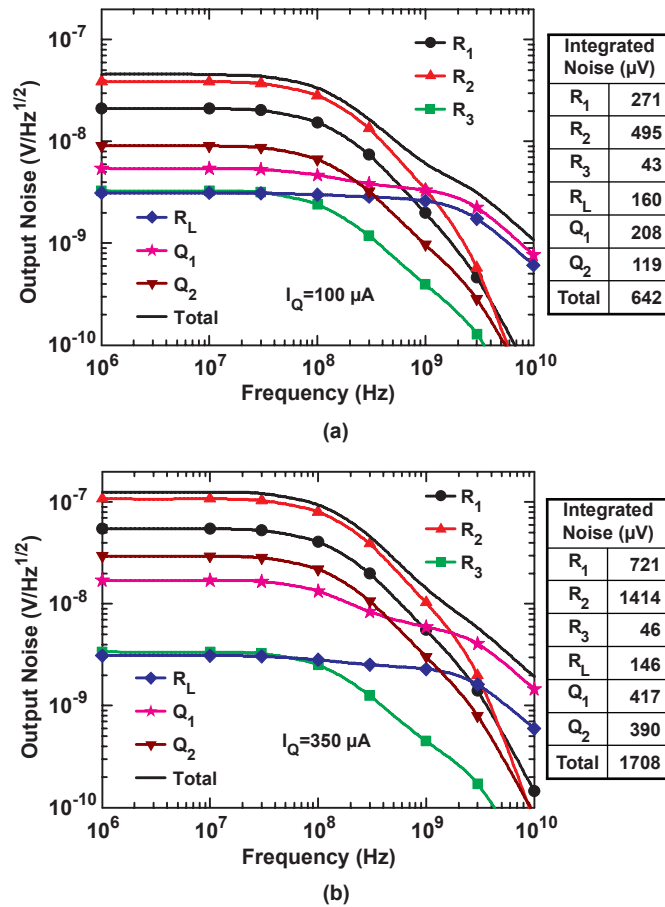 10^-7
10^-8
10^-9
10^-10
Output Noise (V/Hz^1/2)
R1
R2
R3
RL
Q1
Q2
Total
IQ=100 µA
10^6 10^7 10^8 10^9 10^10
Frequency (Hz)
Integrated
Noise (µV)
R1 271
R2 495
R3 43
RL 160
Q1 208
Q2 119
Total 642
(a)
10^-7
10^-8
10^-9
10^-10
Output Noise (V/Hz^1/2)
R1
R2
R3
RL
Q1
Q2
Total
IQ=350 µA
10^6 10^7 10^8 10^9 10^10
Frequency (Hz)
Integrated
Noise (µV)
R1 721
R2 1414
R3 46
RL 146
Q1 417
Q2 390
Total 1708
(b)